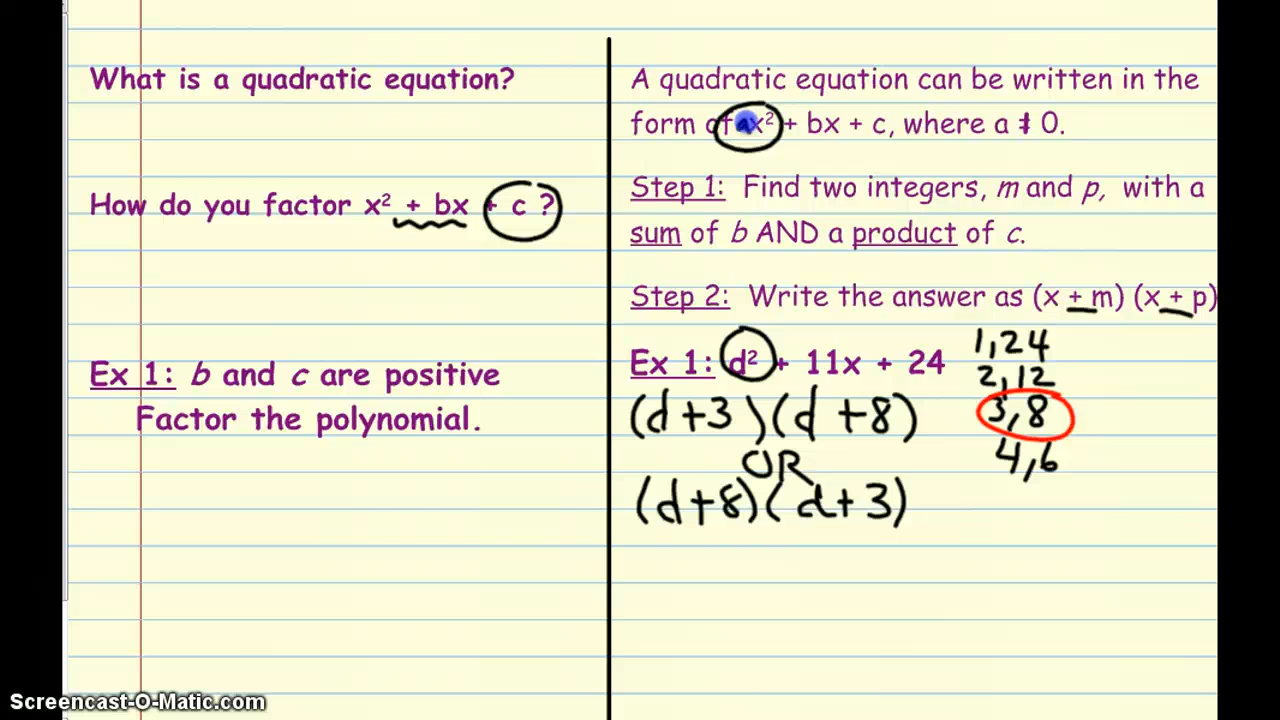 What is a quadratic equation?
How do you factor x² + bx + c ?
Ex 1: b and c are positive
Factor the polynomial.
A quadratic equation can be written in the
form of ax² + bx + c, where a ≠ 0.
Step 1: Find two integers, m and p, with a
sum of b AND a product of c.
Step 2: Write the answer as (x + m) (x + p)
Ex 1: d² + 11x + 24
1,24
2,12
3,8
4,6
(d+3)(d+8)
OR
(d+8)(d+3)
Screencast-O-Matic.com